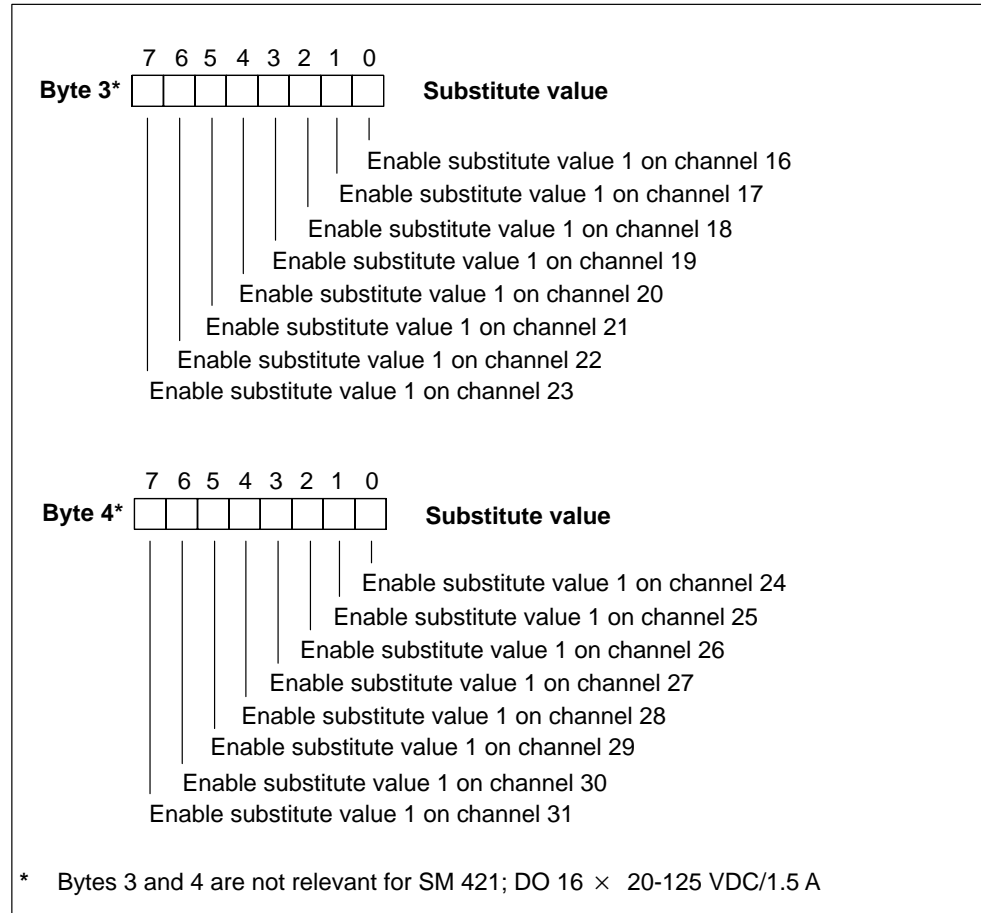 7 6 5 4 3 2 1 0
Byte 3* Substitute value
Enable substitute value 1 on channel 16
Enable substitute value 1 on channel 17
Enable substitute value 1 on channel 18
Enable substitute value 1 on channel 19
Enable substitute value 1 on channel 20
Enable substitute value 1 on channel 21
Enable substitute value 1 on channel 22
Enable substitute value 1 on channel 23
7 6 5 4 3 2 1 0
Byte 4* Substitute value
Enable substitute value 1 on channel 24
Enable substitute value 1 on channel 25
Enable substitute value 1 on channel 26
Enable substitute value 1 on channel 27
Enable substitute value 1 on channel 28
Enable substitute value 1 on channel 29
Enable substitute value 1 on channel 30
Enable substitute value 1 on channel 31
* Bytes 3 and 4 are not relevant for SM 421; DO 16 × 20-125 VDC/1.5 A